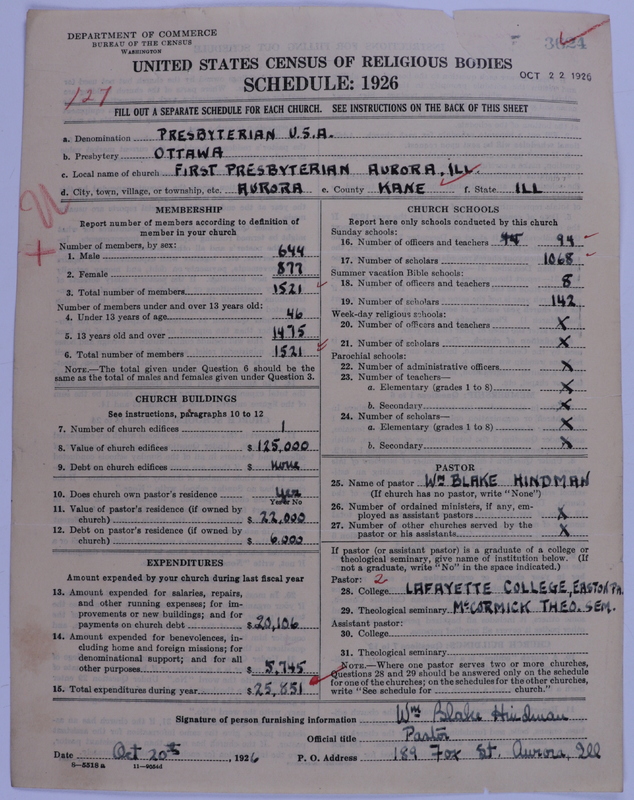 DEPARTMENT OF COMMERCE
BUREAU OF THE CENSUS
WASHINGTON
UNITED STATES CENSUS OF RELIGIOUS BODIES
OCT 22 1926
SCHEDULE: 1926
127
FILL OUT A SEPARATE SCHEDULE FOR EACH CHURCH. SEE INSTRUCTIONS ON THE BACK OF THIS SHEET
a. Denomination PRESBYTERIAN U.S.A.
b. Presbytery OTTAWA
c. Local name of church FIRST PRESBYTERIAN AURORA, ILL.
d. City, town, village, or township, etc. AURORA e. County KANE f. State ILL
MEMBERSHIP
Report number of members according to definition of
member in your church
Number of members, by sex:
1. Male 644
2. Female 877
3. Total number of members 1521
Number of members under and over 13 years old:
4. Under 13 years of age 46
5. 13 years old and over 1475
6. Total number of members 1521
NOTE.—The total given under Question 6 should be
same as the total of males and females given under Question 3.
CHURCH BUILDINGS
See instructions, paragraphs 10 to 12
7. Number of church edifices 1
8. Value of church edifices $125,000
9. Debt on church edifices $ None
10. Does church own pastor's residence Yes
Yes or No
11. Value of pastor's residence (if owned by
church) $22,000
12. Debt on pastor's residence (if owned by
church) $6,000
EXPENDITURES
Amount expended by your church during last fiscal year
13. Amount expended for salaries, repairs,
and other running expenses; for im-
provements or new buildings; and for
payments on church debt $20,106
14. Amount expended for benevolences, in-
cluding home and foreign missions; for
denominational support; and for all
other purposes $5,745
15. Total expenditures during year $25,851
CHURCH SCHOOLS
Report here only schools conducted by this church
Sunday schools:
16. Number of officers and teachers 94
17. Number of scholars 1068
Summer vacation Bible schools:
18. Number of officers and teachers 8
19. Number of scholars 142
Week-day religious schools:
20. Number of officers and teachers X
21. Number of scholars X
Parochial schools:
22. Number of administrative officers X
23. Number of teachers—
a. Elementary (grades 1 to 8) X
b. Secondary X
24. Number of scholars—
a. Elementary (grades 1 to 8) X
b. Secondary X
PASTOR
25. Name of pastor WM BLAKE HINDMAN
(If church has no pastor, write "None")
26. Number of ordained ministers, if any, em-
ployed as assistant pastors X
27. Number of other churches served by the
pastor or his assistants X
If pastor (or assistant pastor) is a graduate of a college or
theological seminary, give name of institution below. (If
not a graduate, write "No" in the space indicated.)
Pastor: 2
28. College LAFAYETTE COLLEGE, EASTON PA.
29. Theological seminary McCORMICK THEO. SEM.
Assistant pastor:
30. College
31. Theological seminary
NOTE.—Where one pastor serves two or more churches,
Questions 28 and 29 should be answered only on the schedule
for one of the churches; on the schedules for the other churches,
write "See schedule for church."
Signature of person furnishing information Wm Blake Hindman
Official title Pastor
Date Oct 20th, 1926 P. O. Address 189 Fox St. Aurora, Ill
8—5518 a 11—9554d